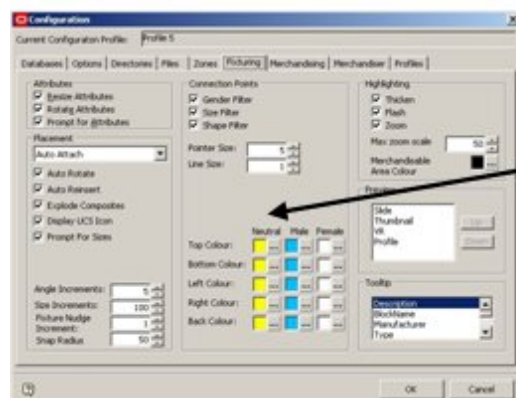 Configuration
Current Configuraton Profile: Profile 5
Databases Options Directories Files Zones Fixturing Merchandising Merchandiser Profiles
Attributes
Resize Attributes
Rotate Attributes
Prompt for Attributes
Placement
Auto Attach
Auto Rotate
Auto Reinsert
Explode Composites
Display UCS Icon
Prompt For Sizes
Angle Increments: 5
Size Increments: 100
Fixture Nudge Increment: 1
Snap Radius 50
Connection Points
Gender Filter
Size Filter
Shape Filter
Pointer Size: 5
Line Size: 1
Neutral Male Female
Top Colour: ... ... ...
Bottom Colour: ... ... ...
Left Colour: ... ... ...
Right Colour: ... ... ...
Back Colour: ... ... ...
Highlighting
Thicken
Flash
Zoom
Max zoom scale 50
Merchandisable
Area Colour ...
Preview
Slide
Thumbnail
VR
Profile
Up
Down
Tooltip
Description
BlockName
Manufacturer
Type
OK Cancel